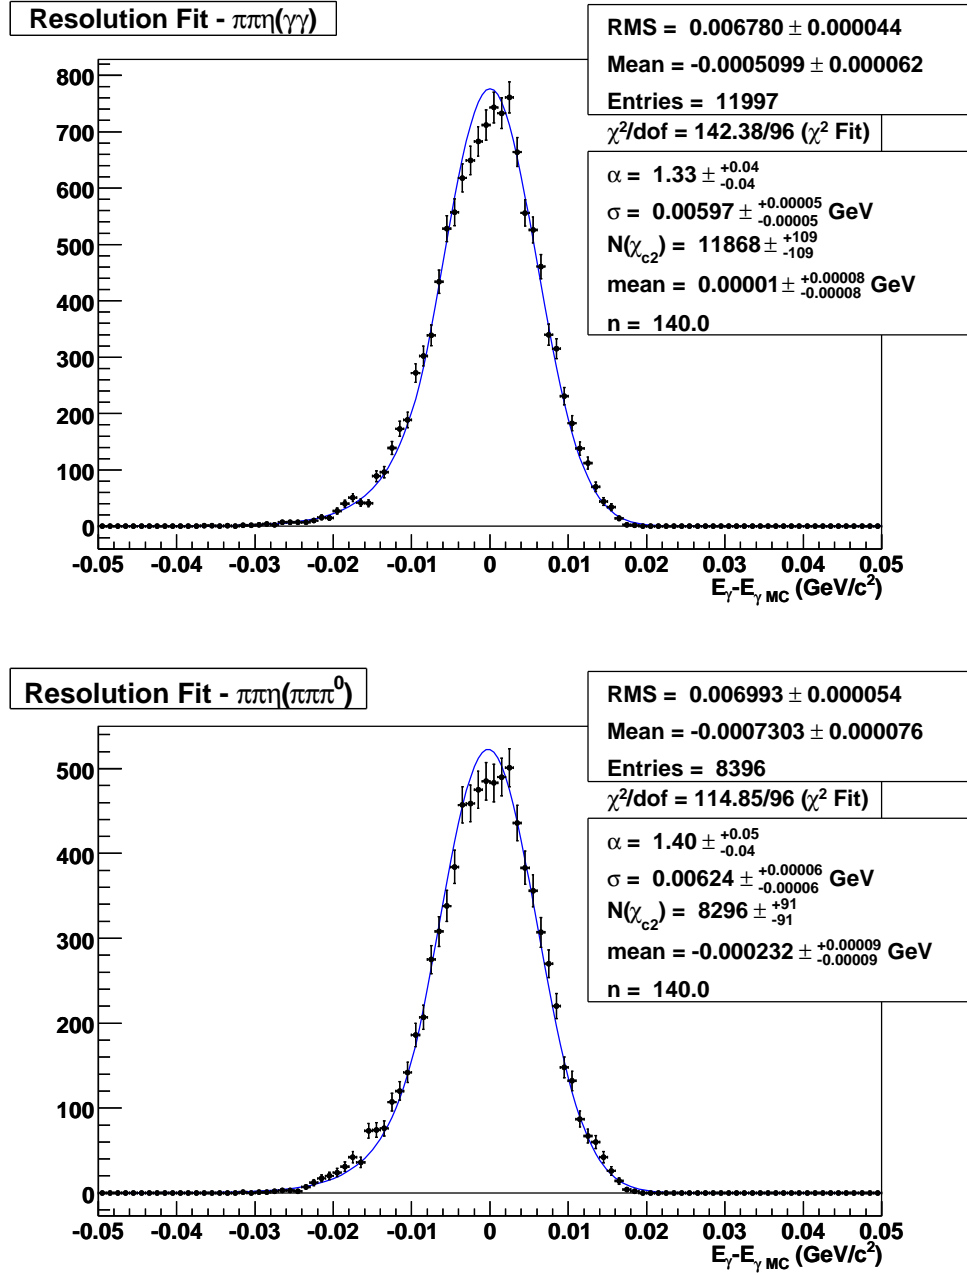 Resolution Fit - ππη(γγ)
RMS = 0.006780 ± 0.000044
Mean = -0.0005099 ± 0.000062
Entries = 11997
χ²/dof = 142.38/96 (χ² Fit)
α = 1.33 ± +0.04 -0.04
σ = 0.00597 ± +0.00005 -0.00005 GeV
N(χc2) = 11868 ± +109 -109
mean = 0.00001 ± +0.00008 -0.00008 GeV
n = 140.0
800
700
600
500
400
300
200
100
0
-0.05 -0.04 -0.03 -0.02 -0.01 0 0.01 0.02 0.03 0.04 0.05
Eγ-Eγ MC (GeV/c²)
Resolution Fit - ππη(πππ⁰)
RMS = 0.006993 ± 0.000054
Mean = -0.0007303 ± 0.000076
Entries = 8396
χ²/dof = 114.85/96 (χ² Fit)
α = 1.40 ± +0.05 -0.04
σ = 0.00624 ± +0.00006 -0.00006 GeV
N(χc2) = 8296 ± +91 -91
mean = -0.000232 ± +0.00009 -0.00009 GeV
n = 140.0
500
400
300
200
100
0
-0.05 -0.04 -0.03 -0.02 -0.01 0 0.01 0.02 0.03 0.04 0.05
Eγ-Eγ MC (GeV/c²)